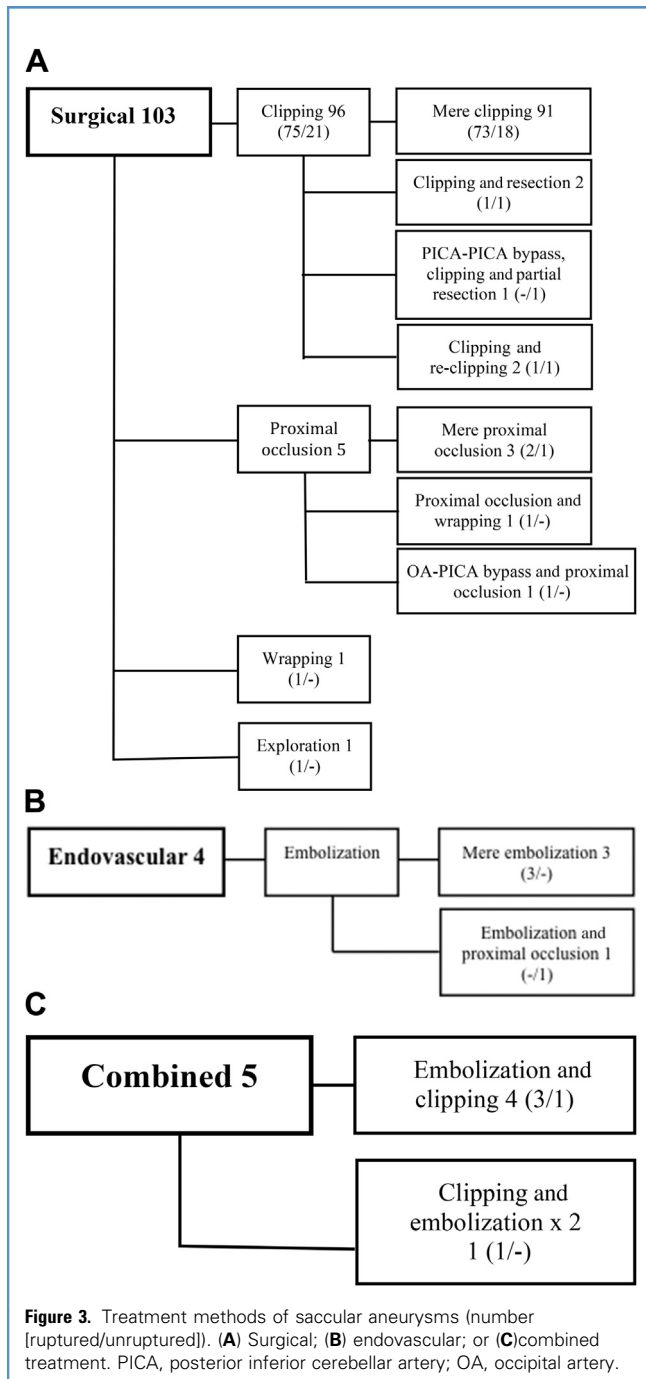 A
Surgical 103
Clipping 96
(75/21)
Mere clipping 91
(73/18)
Clipping and resection 2
(1/1)
PICA-PICA bypass,
clipping and partial
resection 1 (-/1)
Clipping and
re-clipping 2 (1/1)
Proximal
occlusion 5
Mere proximal
occlusion 3 (2/1)
Proximal occlusion and
wrapping 1 (1/-)
OA-PICA bypass and proximal
occlusion 1 (1/-)
Wrapping 1
(1/-)
Exploration 1
(1/-)
B
Endovascular 4
Embolization
Mere embolization 3
(3/-)
Embolization and
proximal occlusion 1
(-/1)
C
Combined 5
Embolization and
clipping 4 (3/1)
Clipping and
embolization x 2
1 (1/-)
Figure 3. Treatment methods of saccular aneurysms (number
[ruptured/unruptured]). (A) Surgical; (B) endovascular; or (C)combined
treatment. PICA, posterior inferior cerebellar artery; OA, occipital artery.